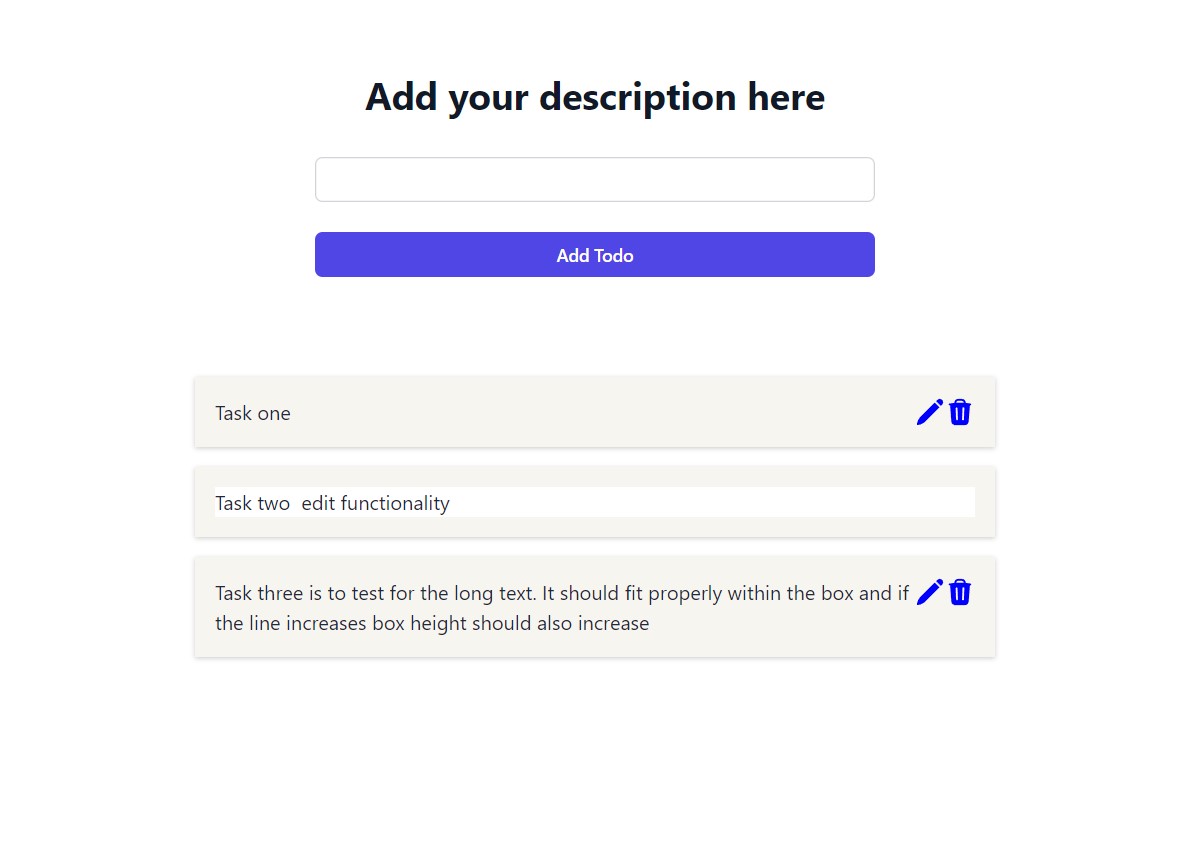 Add your description here
Add Todo
Task one
Task two  edit functionality
Task three is to test for the long text. It should fit properly within the box and if
the line increases box height should also increase